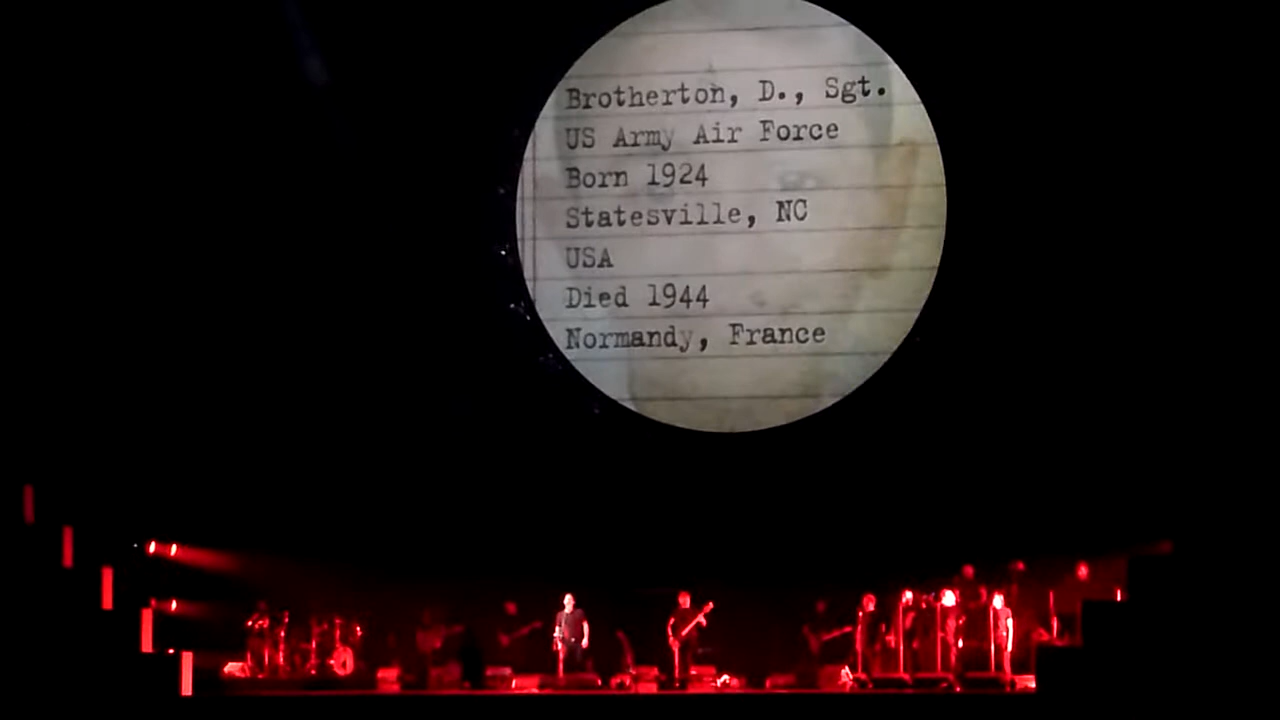 Brotherton, D., Sgt.
US Army Air Force
Born 1924
Statesville, NC
USA
Died 1944
Normandy, France